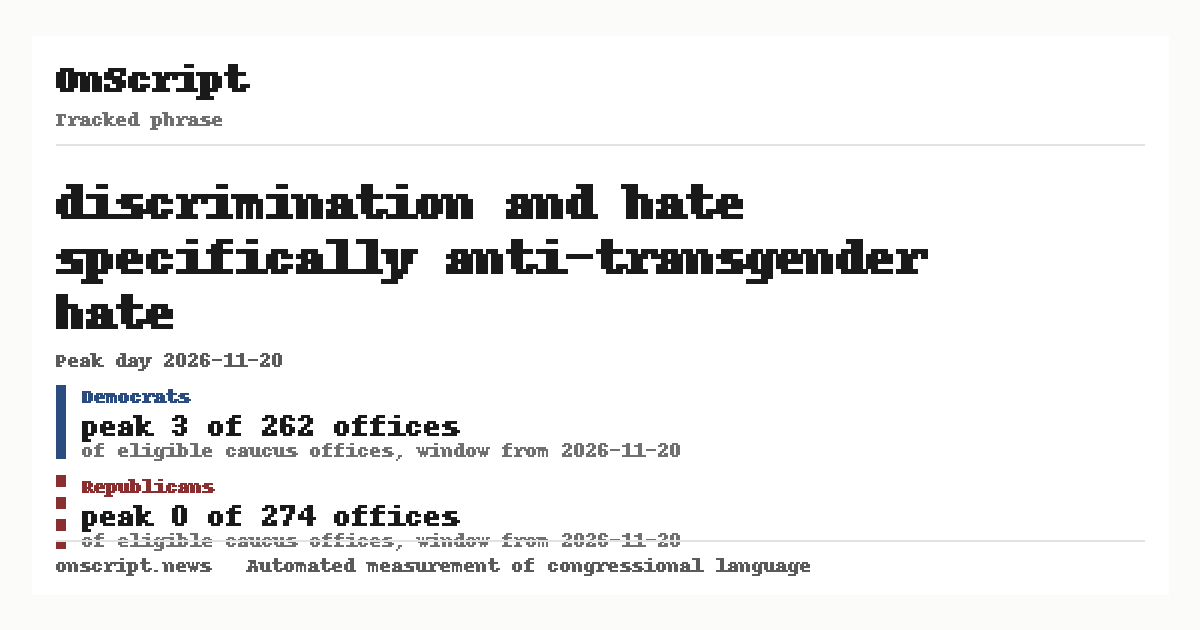 OnScript
Tracked phrase
discrimination and hate
specifically anti-transgender
hate
Peak day 2026-11-20
Democrats
peak 3 of 262 offices
of eligible caucus offices, window from 2026-11-20
Republicans
peak 0 of 274 offices
of eligible caucus offices, window from 2026-11-20
onscript.news Automated measurement of congressional language